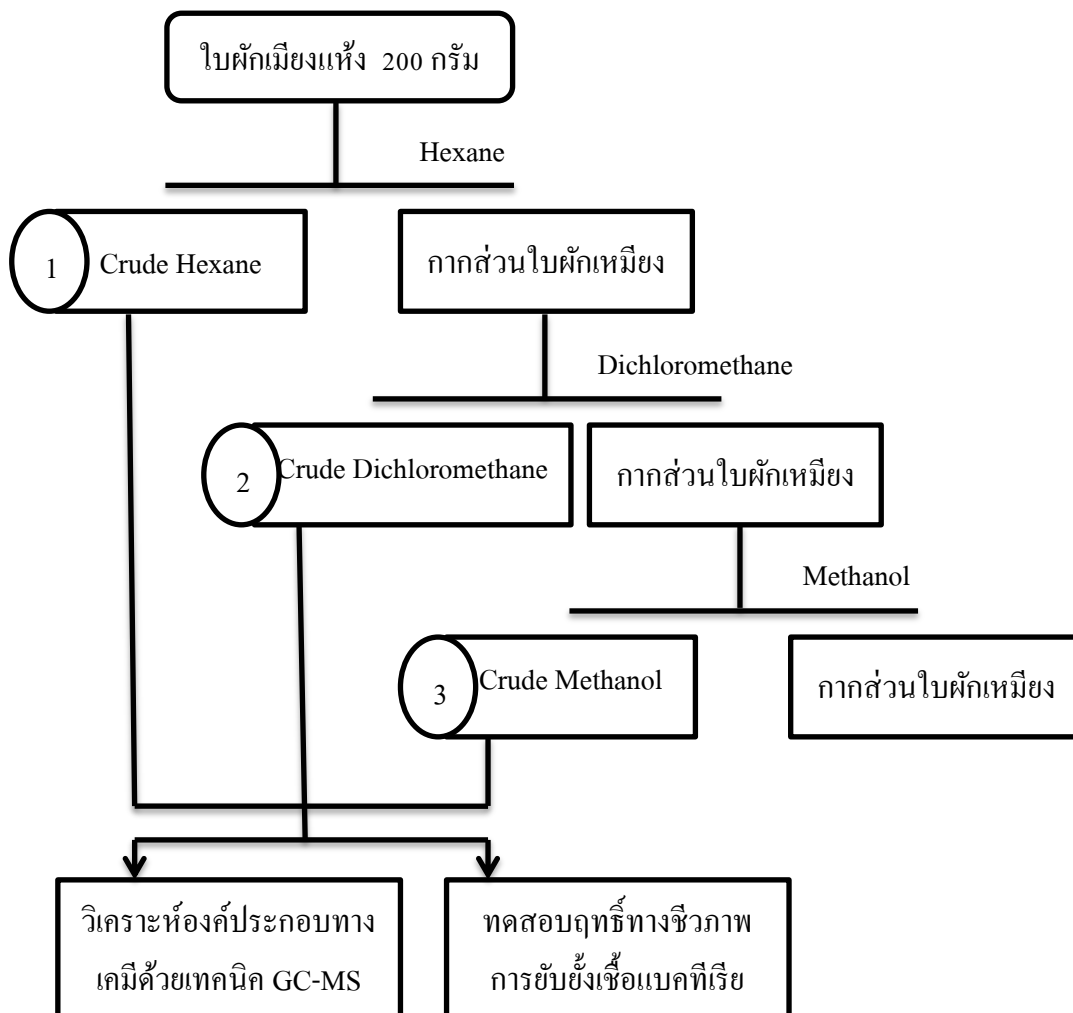 ใบผักเมียงแห้ง 200 กรัม
Hexane
1
Crude Hexane
กากส่วนใบผักเหมียง
Dichloromethane
2
Crude Dichloromethane
กากส่วนใบผักเหมียง
Methanol
3
Crude Methanol
กากส่วนใบผักเหมียง
วิเคราะห์องค์ประกอบทาง
เคมีด้วยเทคนิค GC-MS
ทดสอบฤทธิ์ทางชีวภาพ
การยับยั้งเชื้อแบคทีเรีย